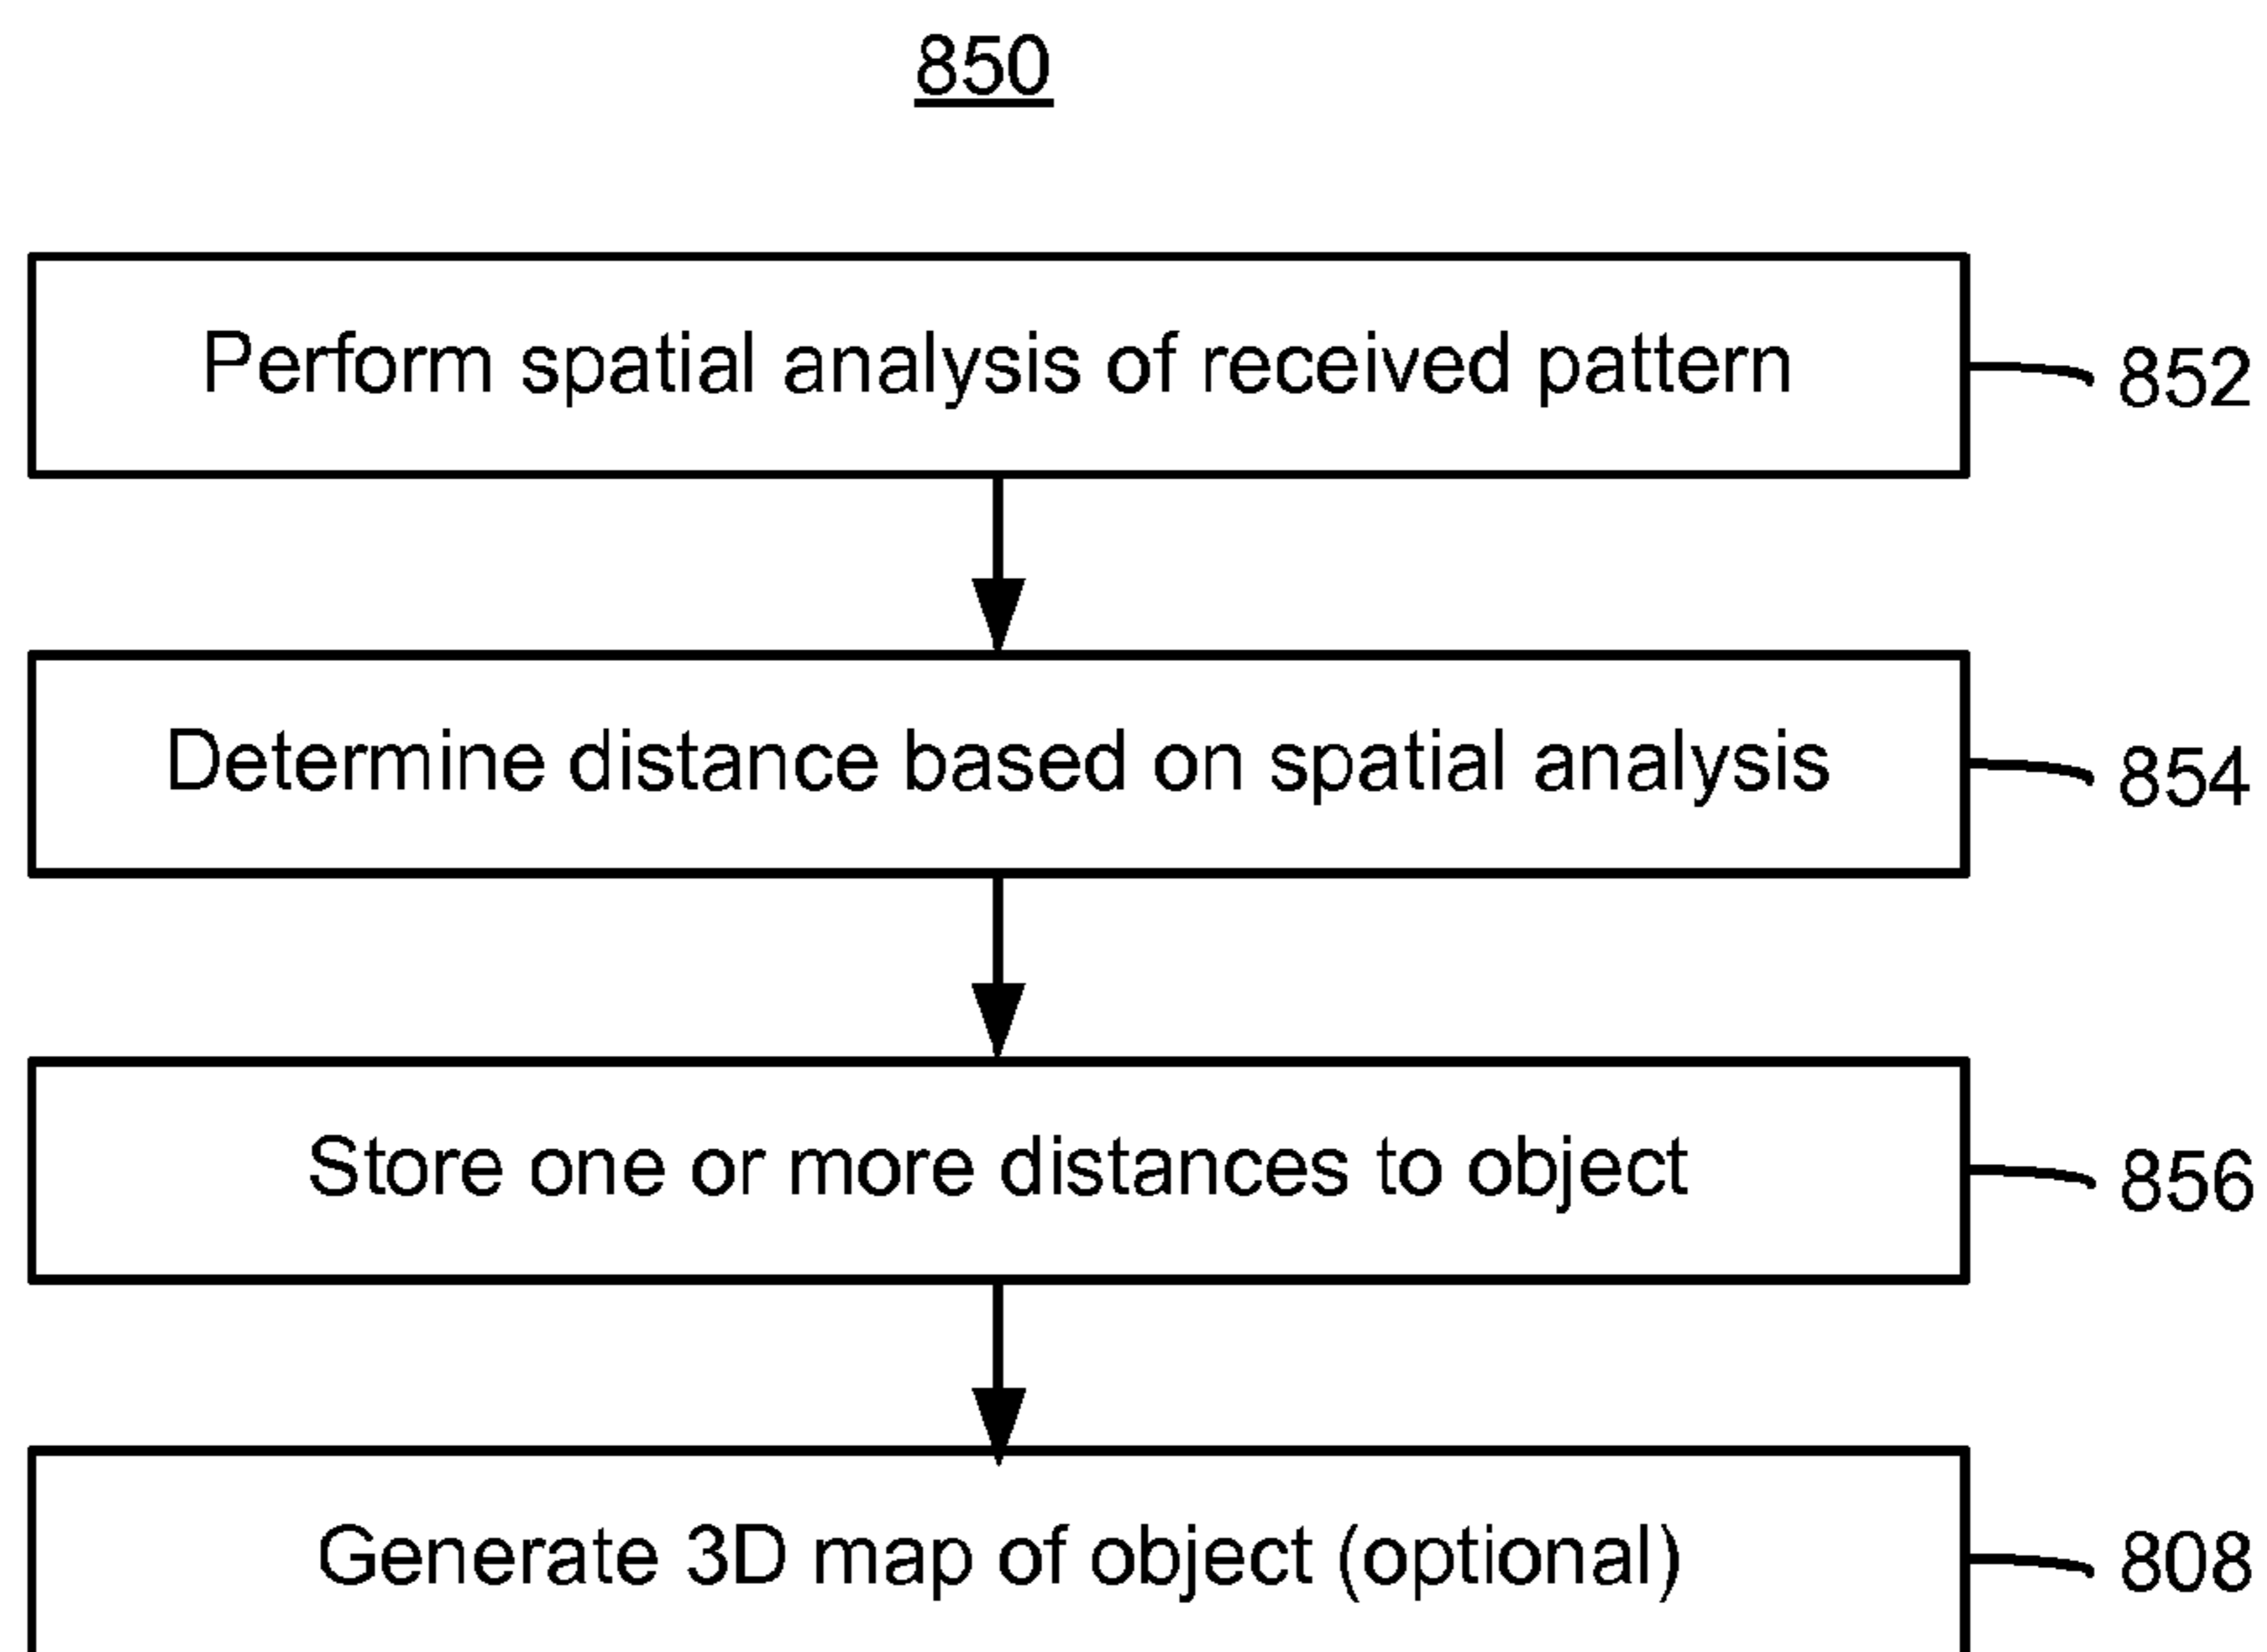 850
Perform spatial analysis of received pattern
852
Determine distance based on spatial analysis
854
Store one or more distances to object
856
Generate 3D map of object (optional)
808